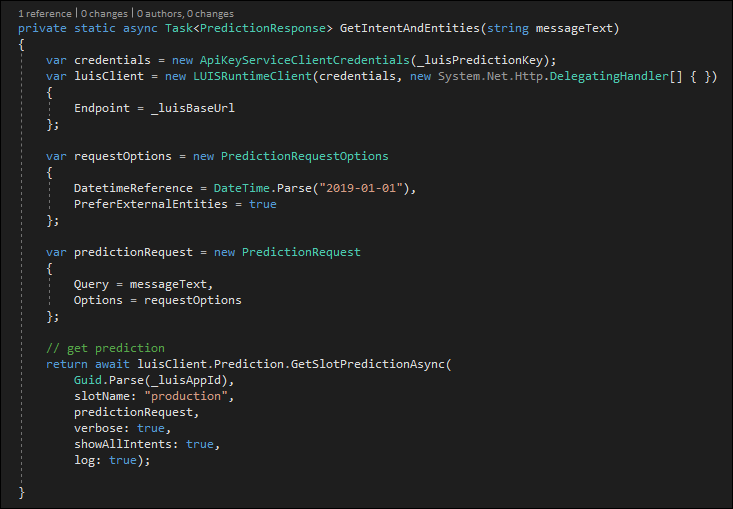 1 reference | 0 changes | 0 authors, 0 changes
private static async Task<PredictionResponse> GetIntentAndEntities(string messageText)
{
    var credentials = new ApiKeyServiceClientCredentials(_luisPredictionKey);
    var luisClient = new LUISRuntimeClient(credentials, new System.Net.Http.DelegatingHandler[] { })
    {
        Endpoint = _luisBaseUrl
    };

    var requestOptions = new PredictionRequestOptions
    {
        DatetimeReference = DateTime.Parse("2019-01-01"),
        PreferExternalEntities = true
    };

    var predictionRequest = new PredictionRequest
    {
        Query = messageText,
        Options = requestOptions
    };

    // get prediction
    return await luisClient.Prediction.GetSlotPredictionAsync(
        Guid.Parse(_luisAppId),
        slotName: "production",
        predictionRequest,
        verbose: true,
        showAllIntents: true,
        log: true);

}